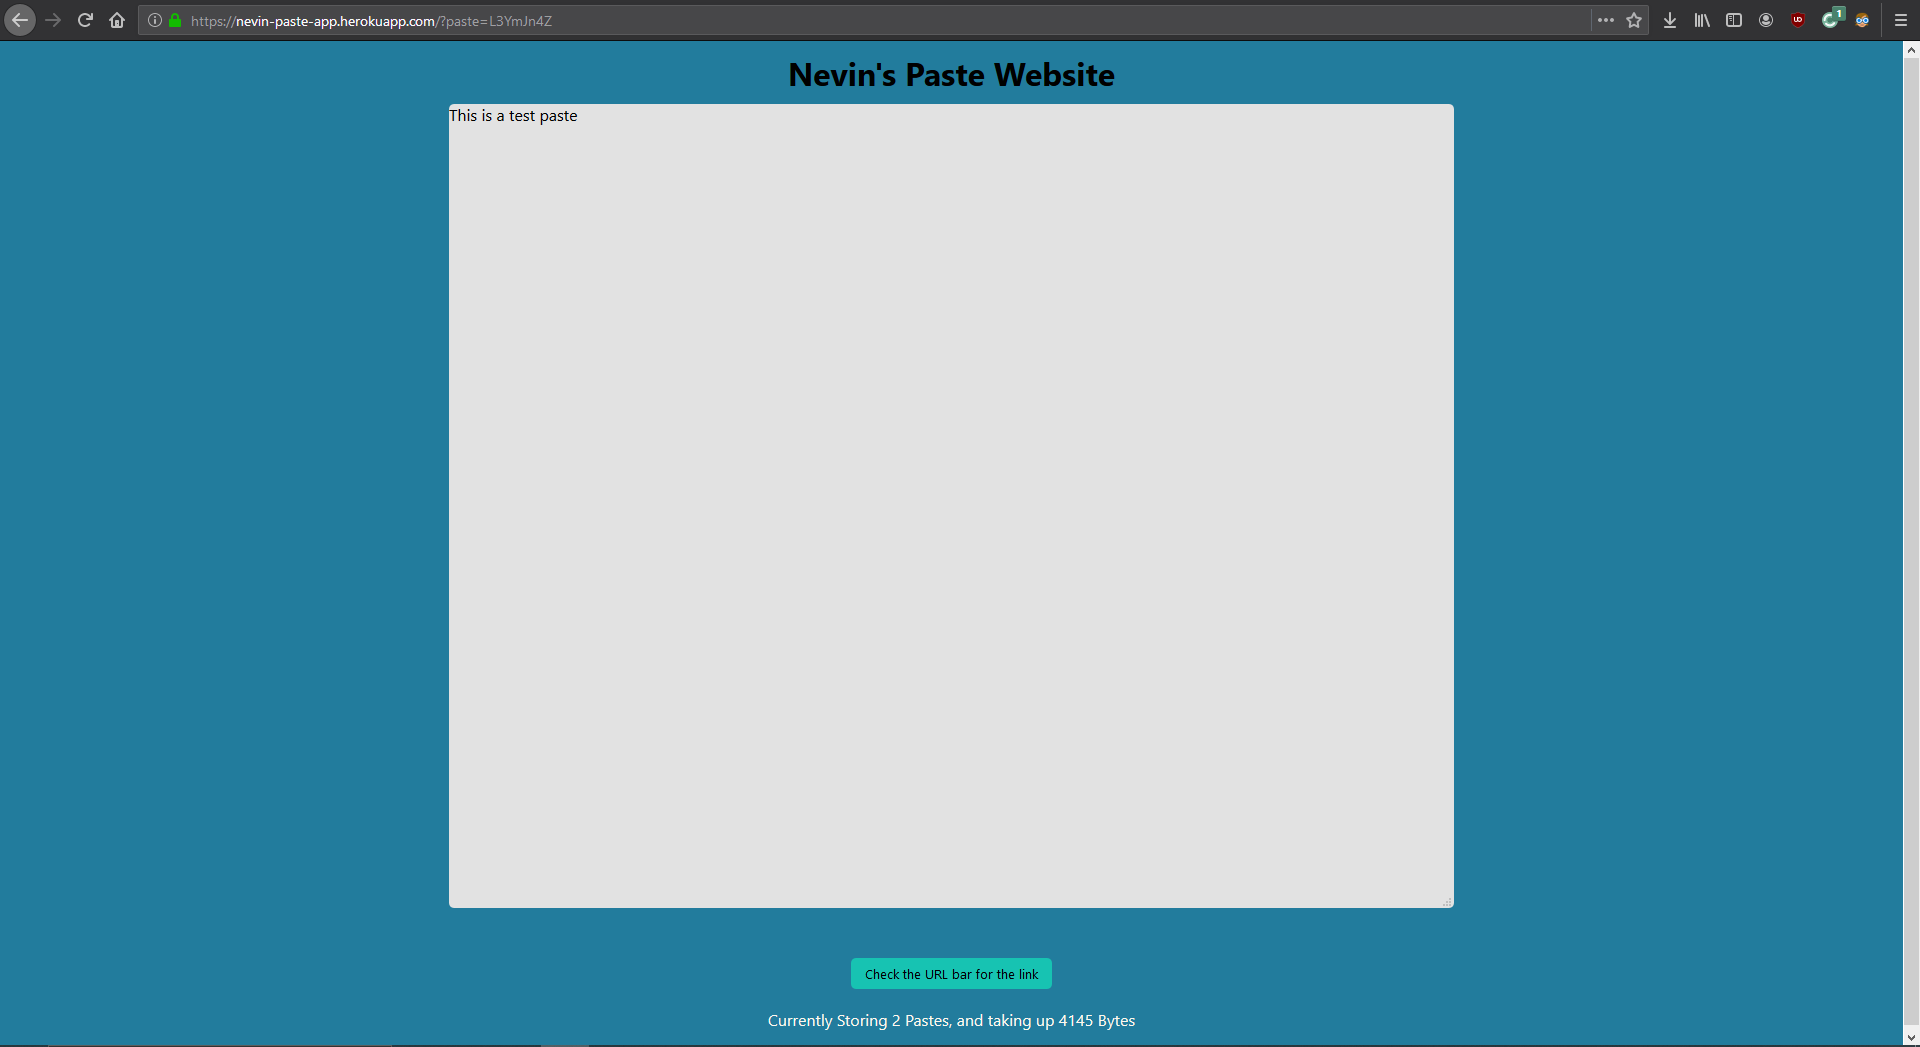 https://nevin-paste-app.herokuapp.com/?paste=L3YmJn4Z
1
Nevin's Paste Website
This is a test paste
Check the URL bar for the link
Currently Storing 2 Pastes, and taking up 4145 Bytes